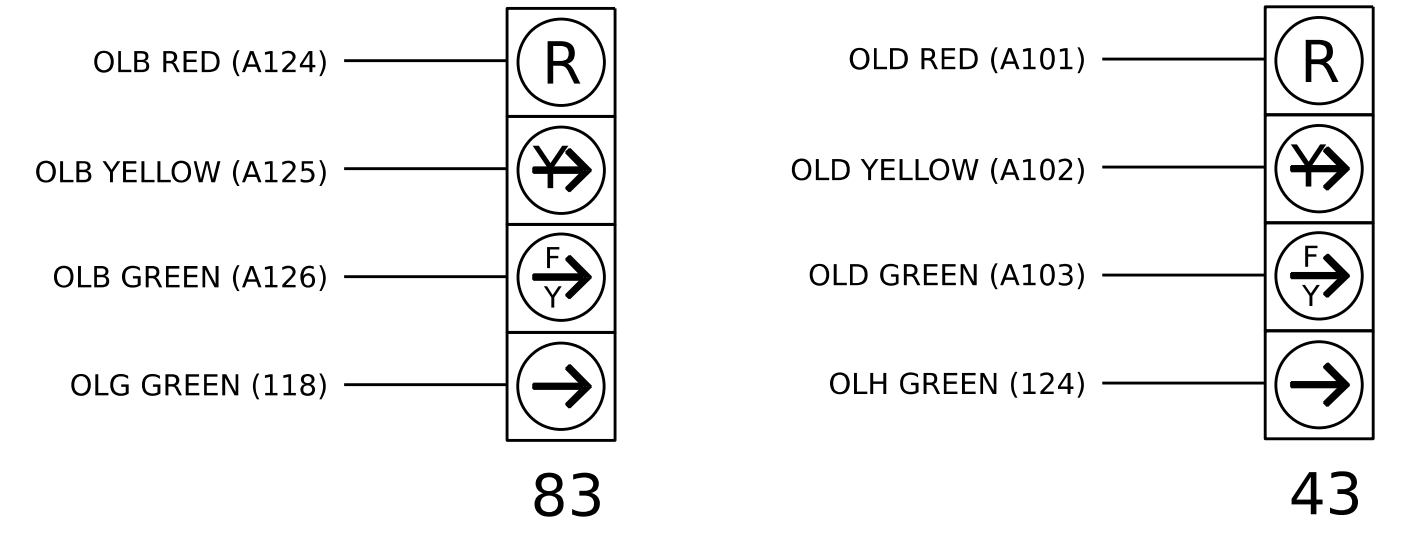 OLB RED (A124)
R
OLB YELLOW (A125)
Y
OLB GREEN (A126)
F
Y
OLG GREEN (118)
83
OLD RED (A101)
R
OLD YELLOW (A102)
Y
OLD GREEN (A103)
F
Y
OLH GREEN (124)
43